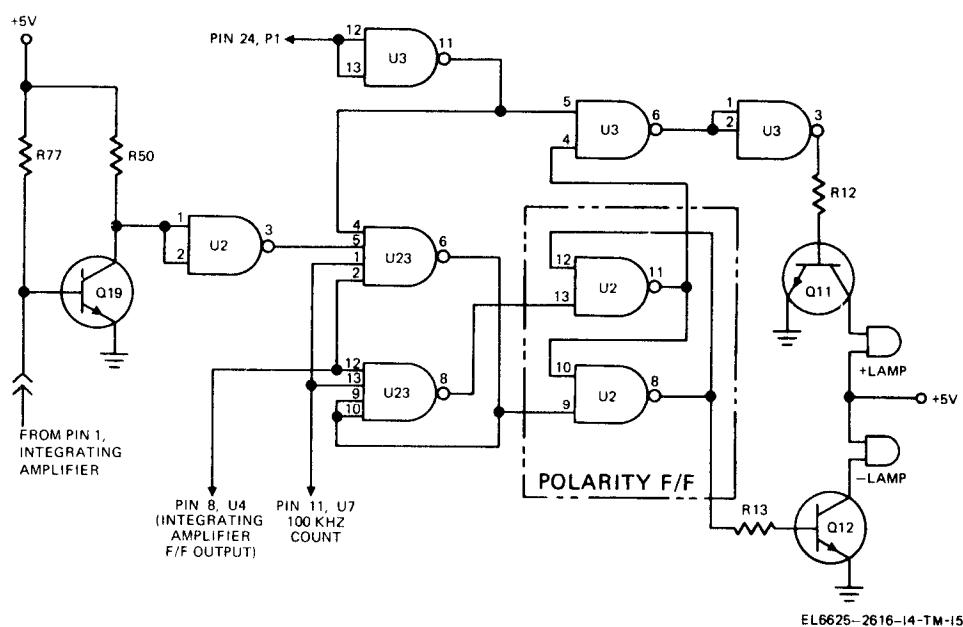 +5V
PIN 24, P1
12
13
U3
11
5
4
U3
6
1
2
U3
3
R77
R50
R12
1
2
U2
3
4
5
1
2
U23
6
12
13
U2
11
Q19
Q11
+LAMP
12
13
9
10
U23
8
10
9
U2
8
+5V
FROM PIN 1,
INTEGRATING
AMPLIFIER
POLARITY F/F
−LAMP
PIN 8, U4
(INTEGRATING
AMPLIFIER
F/F OUTPUT)
PIN 11, U7
100 KHZ
COUNT
R13
Q12
EL6625-2616-14-TM-15